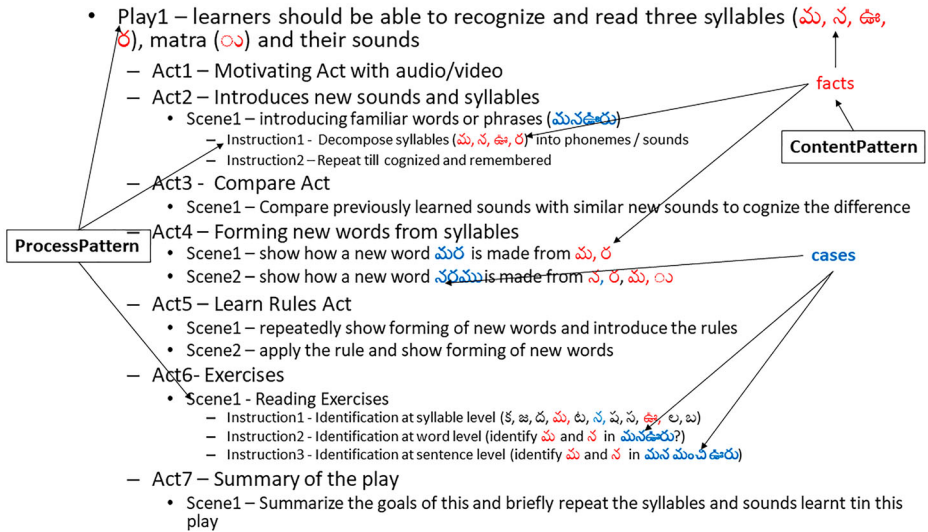 • Play1 – learners should be able to recognize and read three syllables (మ, న, ఊ,
ర), matra (ు) and their sounds
– Act1 – Motivating Act with audio/video
– Act2 – Introduces new sounds and syllables
facts
• Scene1 – introducing familiar words or phrases (మనఊరు)
– Instruction1 - Decompose syllables (మ, న, ఊ, ర) into phonemes / sounds
ContentPattern
– Instruction2 – Repeat till cognized and remembered
– Act3 - Compare Act
• Scene1 – Compare previously learned sounds with similar new sounds to cognize the difference
– Act4 – Forming new words from syllables
ProcessPattern
• Scene1 – show how a new word మర is made from మ, ర
cases
• Scene2 – show how a new word నరము is made from న, ర, మ, ు
– Act5 – Learn Rules Act
• Scene1 – repeatedly show forming of new words and introduce the rules
• Scene2 – apply the rule and show forming of new words
– Act6- Exercises
• Scene1 - Reading Exercises
– Instruction1 - Identification at syllable level (క, జ, ద, మ, ట, న, ష, స, ఊ, ల, బ)
– Instruction2 - Identification at word level (identify మ and న in మనఊరు?)
– Instruction3 - Identification at sentence level (identify మ and న in మన మంచి ఊరు)
– Act7 – Summary of the play
• Scene1 – Summarize the goals of this and briefly repeat the syllables and sounds learnt tin this
play